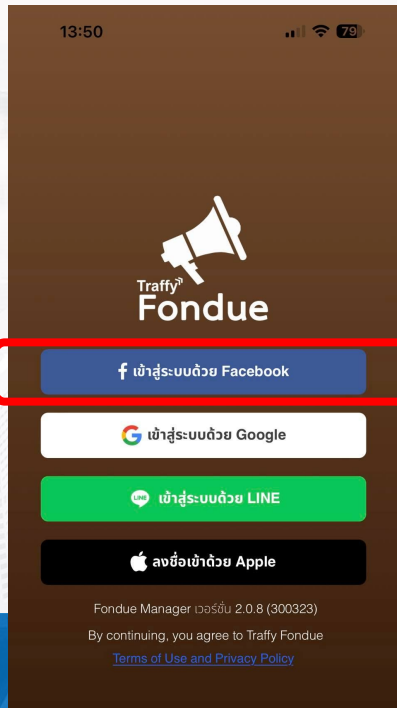 13:50
79
Traffy
Fondue
f เข้าสู่ระบบด้วย Facebook
G เข้าสู่ระบบด้วย Google
LINE เข้าสู่ระบบด้วย LINE
ลงชื่อเข้าด้วย Apple
Fondue Manager เวอร์ชั่น 2.0.8 (300323)
By continuing, you agree to Traffy Fondue
Terms of Use and Privacy Policy